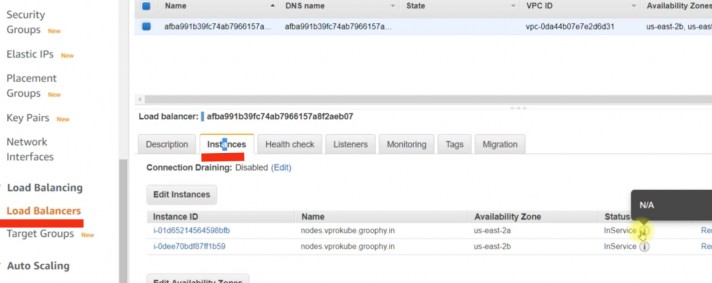 Security
Groups New
Elastic IPs New
Placement
Groups New
Key Pairs New
Network
Interfaces
Load Balancing
Load Balancers
Target Groups New
Auto Scaling
Name DNS name State VPC ID Availability Zones
afba991b39fc74ab7966157a... afba991b39fc74ab7966157a... vpc-0da44b07e7e2d6d31 us-east-2b, us-east-
Load balancer: afba991b39fc74ab7966157a8f2aeb07
Description Instances Health check Listeners Monitoring Tags Migration
Connection Draining: Disabled (Edit)
Edit Instances
N/A
Instance ID Name Availability Zone Status
i-01d65214564598bfb nodes.vprokube.groophy.in us-east-2a InService Re
i-0dee70bdf87ff1b59 nodes.vprokube.groophy.in us-east-2b InService i Re
Edit Availability Zones